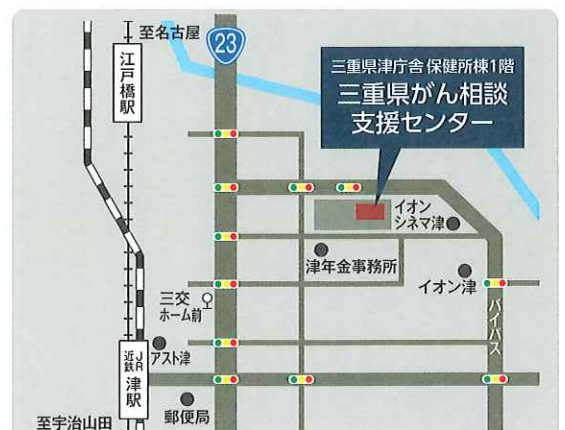 至名古屋
23
江戸橋駅
三重県津庁舎 保健所棟1階
三重県がん相談
支援センター
イオン
シネマ津
津年金事務所
イオン津
三交
ホーム前
バイパス
アスト津
JR
近鉄
津駅
郵便局
至宇治山田